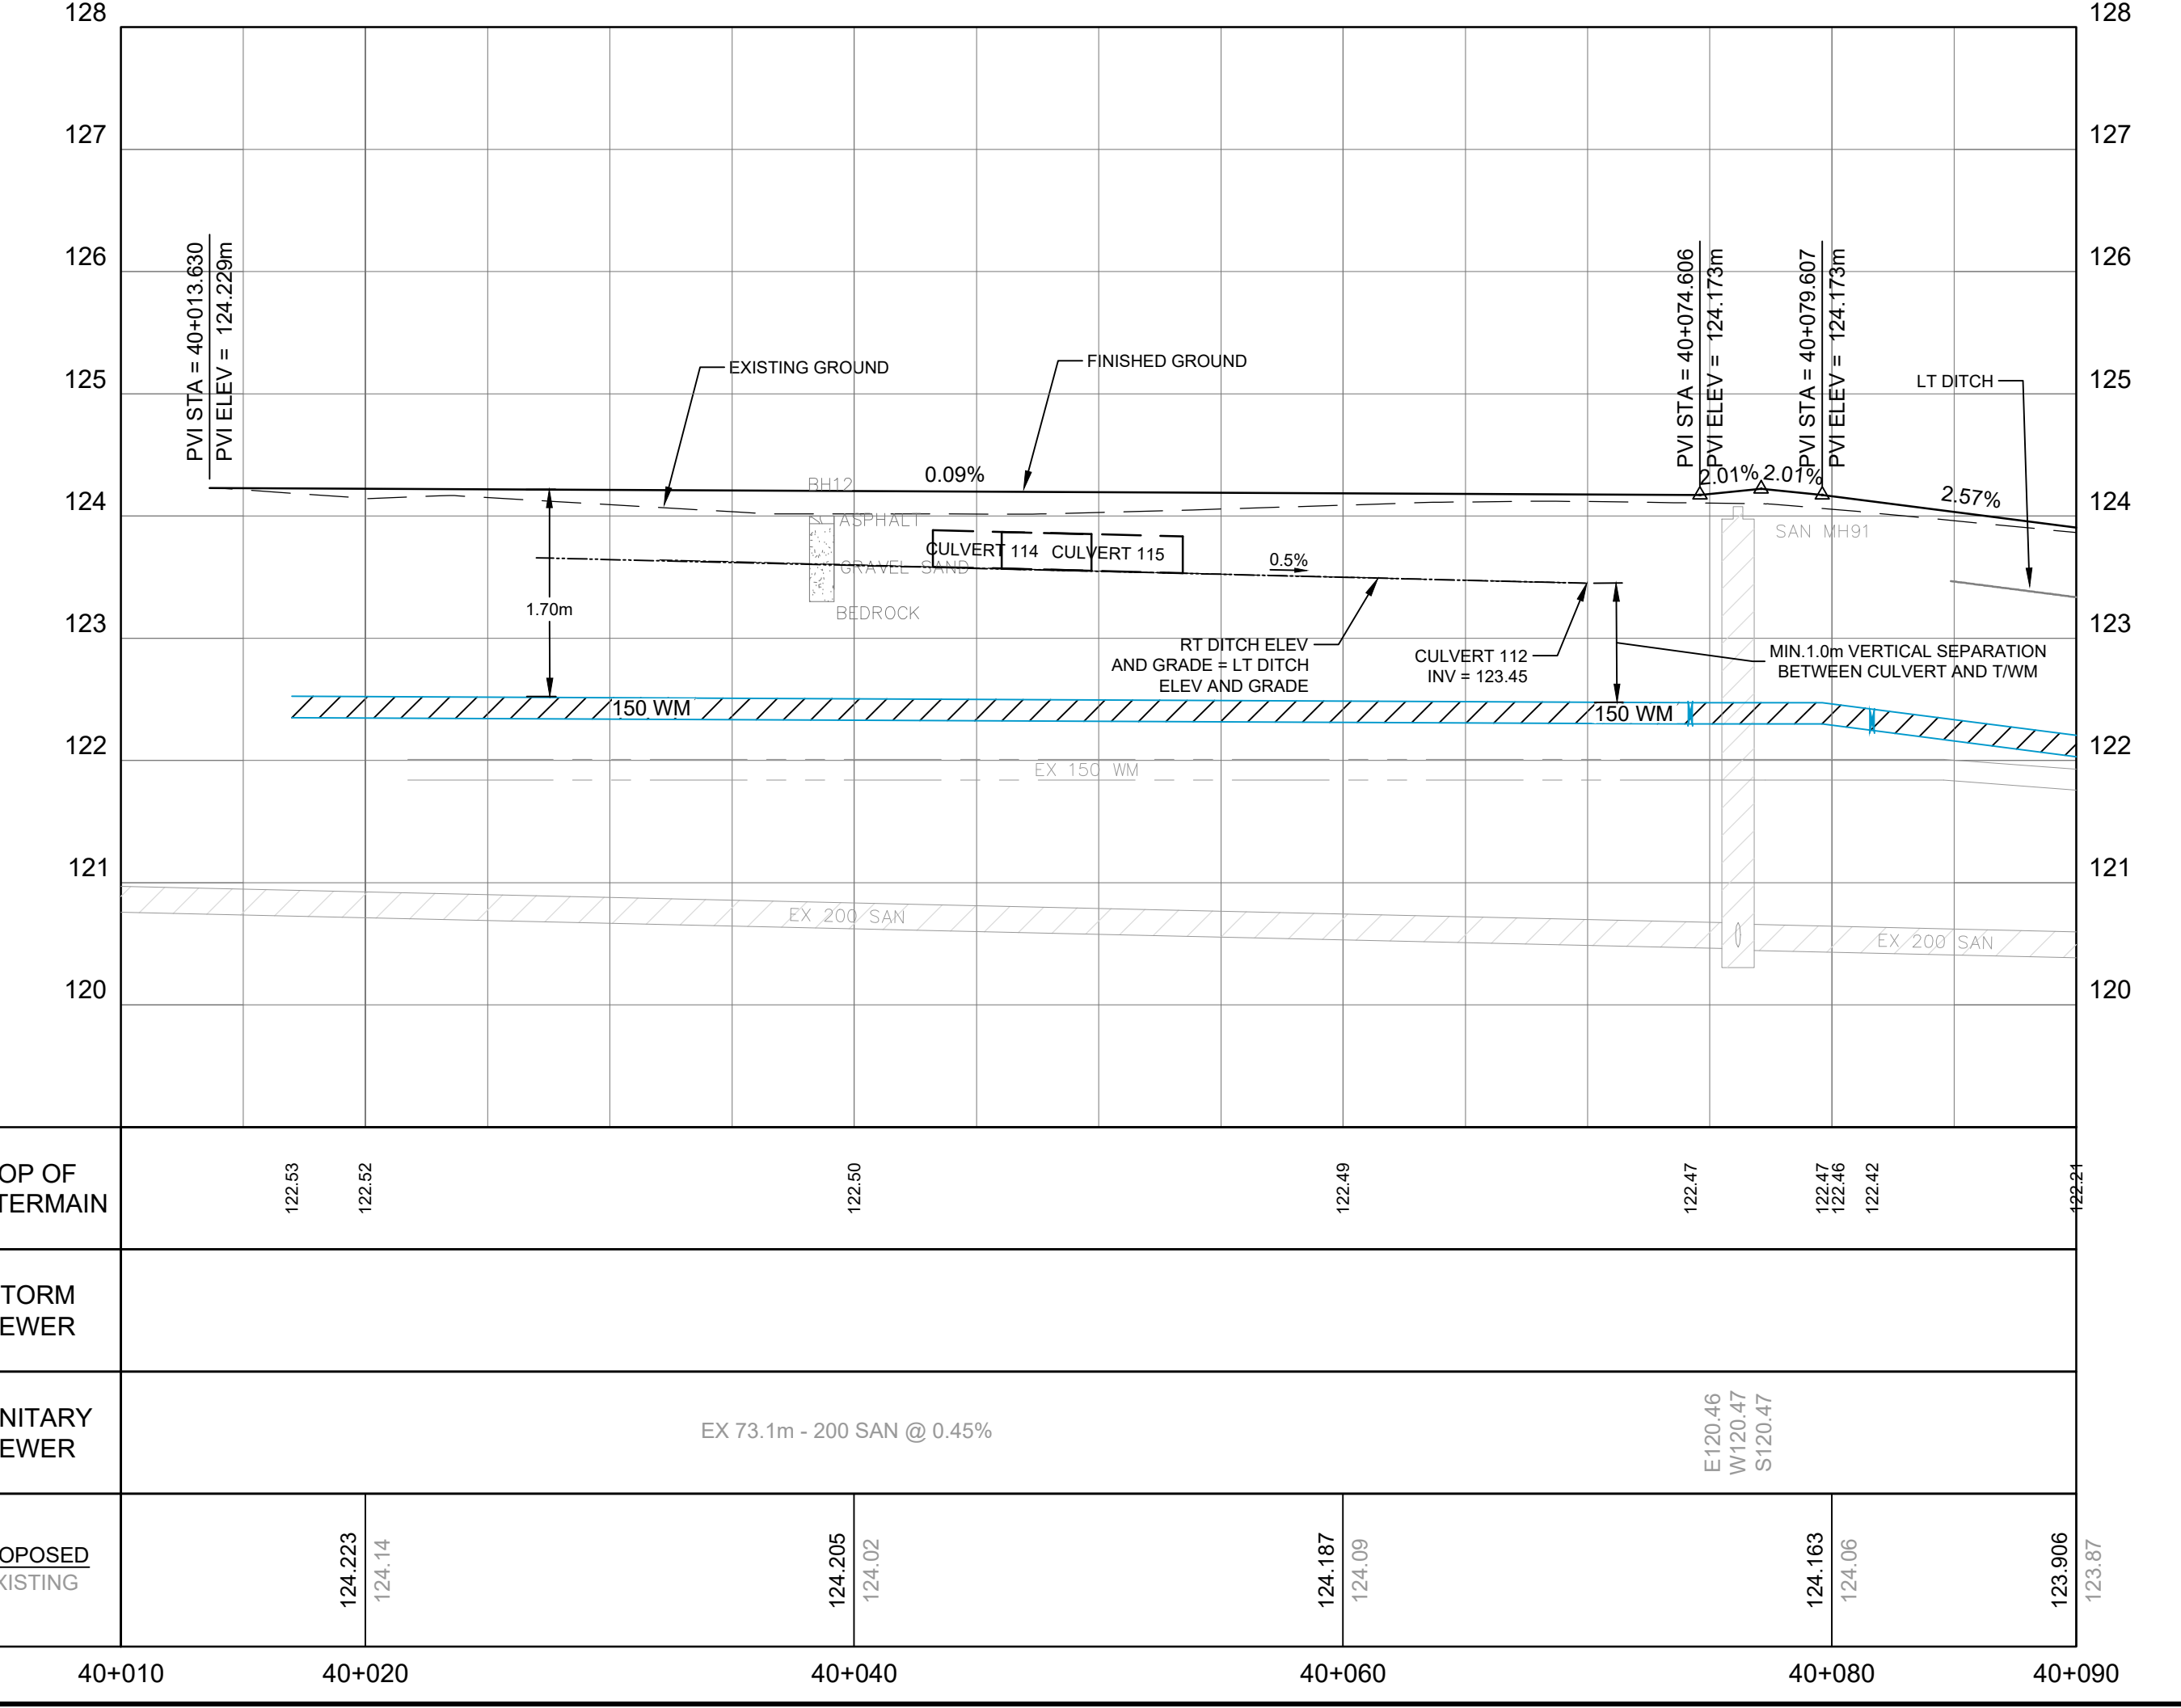 128
128
127
127
126
126
125
125
124
124
123
123
122
122
121
121
120
120
PVI STA = 40+013.630
PVI ELEV = 124.229m
PVI STA = 40+074.606
PVI ELEV = 124.173m
PVI STA = 40+079.607
PVI ELEV = 124.173m
EXISTING GROUND
FINISHED GROUND
LT DITCH
0.09%
2.01%
2.01%
2.57%
BH12
ASPHALT
GRAVEL SAND
BEDROCK
CULVERT 114
CULVERT 115
0.5%
SAN MH91
1.70m
RT DITCH ELEV
AND GRADE = LT DITCH
ELEV AND GRADE
CULVERT 112
INV = 123.45
MIN.1.0m VERTICAL SEPARATION
BETWEEN CULVERT AND T/WM
150 WM
150 WM
EX 150 WM
EX 200 SAN
EX 200 SAN
OP OF
TERMAIN
122.53
122.52
122.50
122.49
122.47
122.47
122.46
122.42
122.21
TORM
EWER
NITARY
EWER
EX 73.1m - 200 SAN @ 0.45%
E120.46
W120.47
S120.47
OPOSED
XISTING
124.223
124.14
124.205
124.02
124.187
124.09
124.163
124.06
123.906
123.87
40+010
40+020
40+040
40+060
40+080
40+090